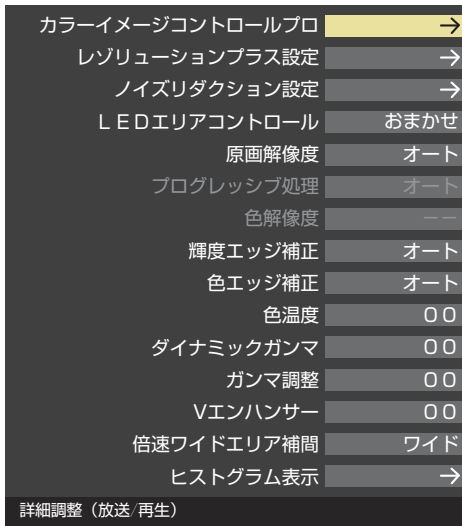 カラーイメージコントロールプロ →
レゾリューションプラス設定 →
ノイズリダクション設定 →
ＬＥＤエリアコントロール おまかせ
原画解像度 オート
プログレッシブ処理 オート
色解像度 −−
輝度エッジ補正 オート
色エッジ補正 オート
色温度 ００
ダイナミックガンマ ００
ガンマ調整 ００
Vエンハンサー ００
倍速ワイドエリア補間 ワイド
ヒストグラム表示 →
詳細調整（放送/再生）